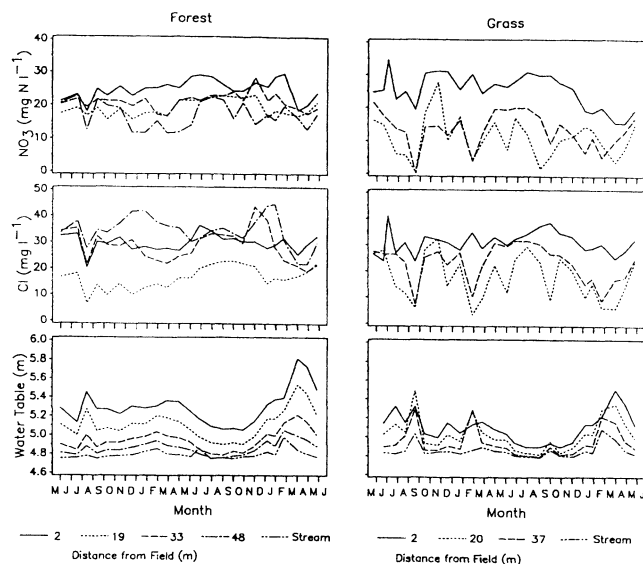 Forest
Grass
NO3 (mg N l⁻¹)
40
30
20
10
0
Cl (mg l⁻¹)
50
40
30
20
10
0
Water Table (m)
6.0
5.8
5.6
5.4
5.2
5.0
4.8
4.6
M J J A S O N D J F M A M J J A S O N D J F M A M J
M J J A S O N D J F M A M J J A S O N D J F M A M J
Month
Month
2 19 33 48 Stream
2 20 37 Stream
Distance from Field (m)
Distance from Field (m)